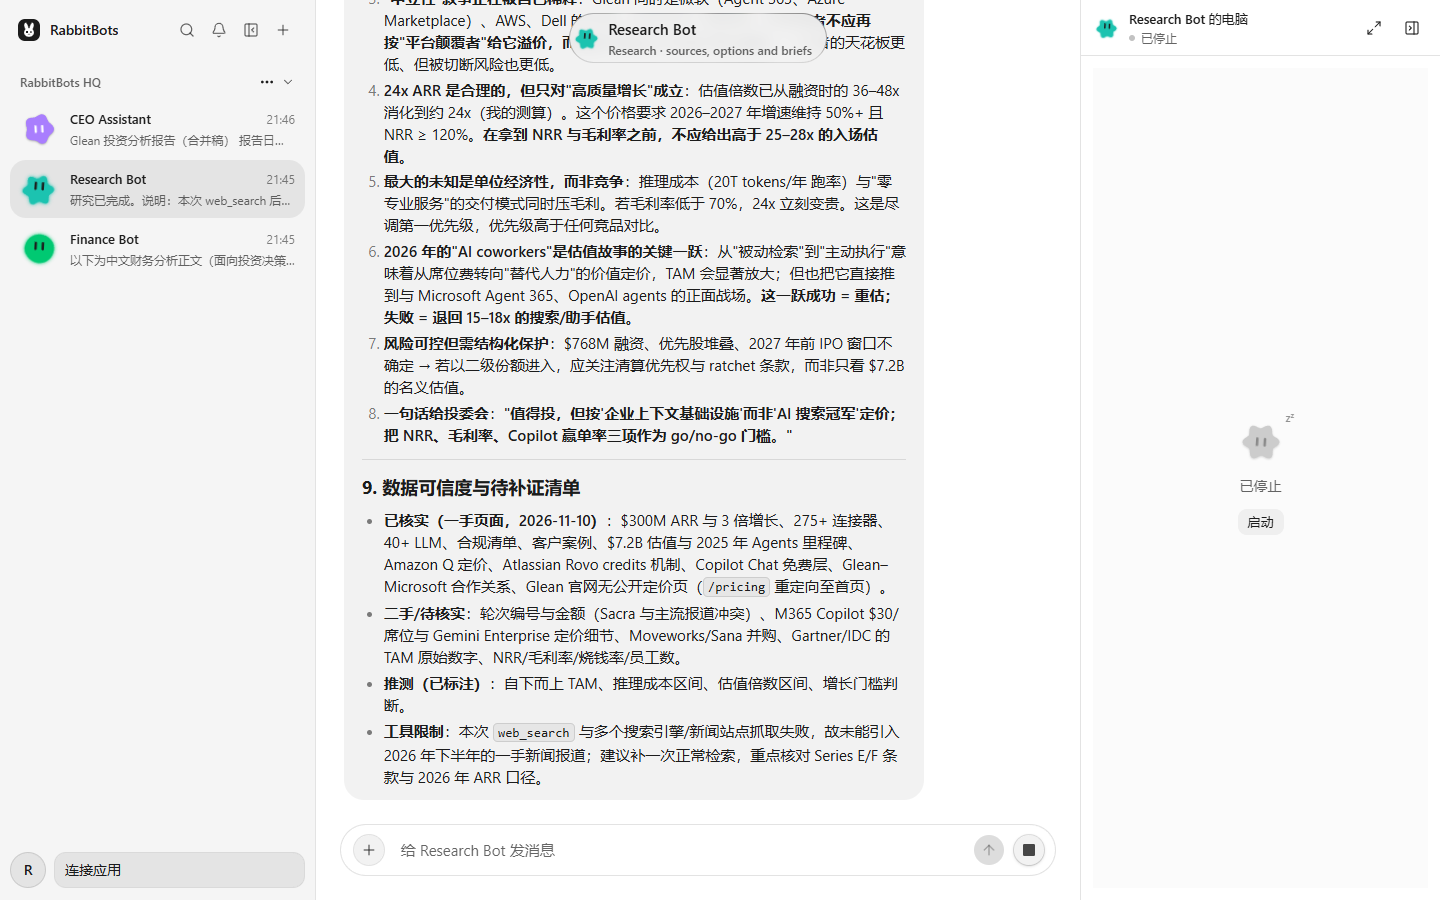 RabbitBots
RabbitBots HQ
CEO Assistant
21:46
Glean 投资分析报告（合并稿） 报告日...
Research Bot
21:45
研究已完成。说明：本次 web_search 后...
Finance Bot
21:45
以下为中文财务分析正文（面向投资决策...
R
连接应用
Research Bot
Research · sources, options and briefs
Marketplace）、AWS、Dell 的
者不应再
按"平台颠覆者"给它溢价，而
的天花板更
低、但被切断风险也更低。
4. 24x ARR 是合理的，但只对"高质量增长"成立：估值倍数已从融资时的 36–48x
消化到约 24x（我的测算）。这个价格要求 2026–2027 年增速维持 50%+ 且
NRR ≥ 120%。在拿到 NRR 与毛利率之前，不应给出高于 25–28x 的入场估
值。
5. 最大的未知是单位经济性，而非竞争：推理成本（20T tokens/年 跑率）与"零
专业服务"的交付模式同时压毛利。若毛利率低于 70%，24x 立刻变贵。这是尽
调第一优先级，优先级高于任何竞品对比。
6. 2026 年的"AI coworkers"是估值故事的关键一跃：从"被动检索"到"主动执行"意
味着从席位费转向"替代人力"的价值定价，TAM 会显著放大；但也把它直接推
到与 Microsoft Agent 365、OpenAI agents 的正面战场。这一跃成功 = 重估；
失败 = 退回 15–18x 的搜索/助手估值。
7. 风险可控但需结构化保护：$768M 融资、优先股堆叠、2027 年前 IPO 窗口不
确定 → 若以二级份额进入，应关注清算优先权与 ratchet 条款，而非只看 $7.2B
的名义估值。
8. 一句话给投委会："值得投，但按'企业上下文基础设施'而非'AI 搜索冠军'定价；
把 NRR、毛利率、Copilot 赢单率三项作为 go/no-go 门槛。"
9. 数据可信度与待补证清单
• 已核实（一手页面，2026-11-10）：$300M ARR 与 3 倍增长、275+ 连接器、
40+ LLM、合规清单、客户案例、$7.2B 估值与 2025 年 Agents 里程碑、
Amazon Q 定价、Atlassian Rovo credits 机制、Copilot Chat 免费层、Glean–
Microsoft 合作关系、Glean 官网无公开定价页（/pricing 重定向至首页）。
• 二手/待核实：轮次编号与金额（Sacra 与主流报道冲突）、M365 Copilot $30/
席位与 Gemini Enterprise 定价细节、Moveworks/Sana 并购、Gartner/IDC 的
TAM 原始数字、NRR/毛利率/烧钱率/员工数。
• 推测（已标注）：自下而上 TAM、推理成本区间、估值倍数区间、增长门槛判
断。
• 工具限制：本次 web_search 与多个搜索引擎/新闻站点抓取失败，故未能引入
2026 年下半年的一手新闻报道；建议补一次正常检索，重点核对 Series E/F 条
款与 2026 年 ARR 口径。
给 Research Bot 发消息
Research Bot 的电脑
已停止
zᶻ
已停止
启动